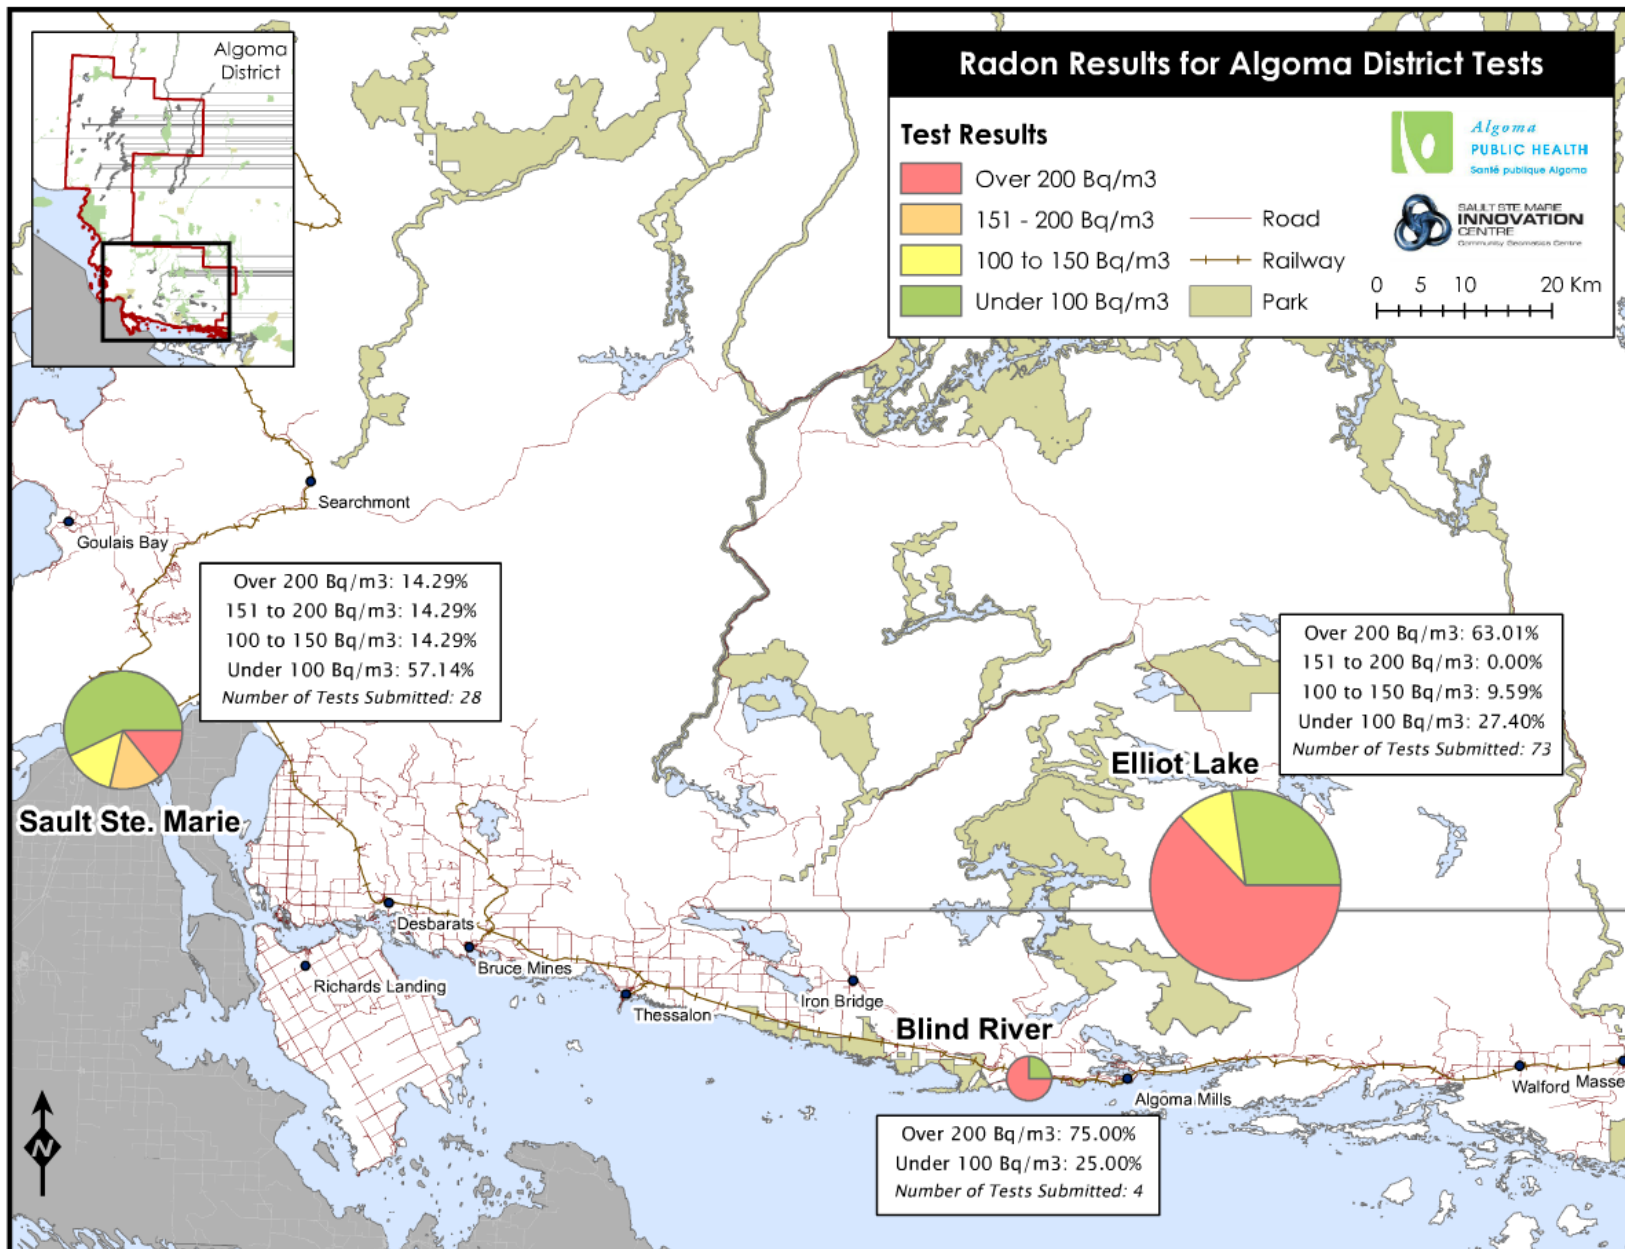 Algoma
District
Radon Results for Algoma District Tests
Test Results
Over 200 Bq/m3
151 - 200 Bq/m3
100 to 150 Bq/m3
Under 100 Bq/m3
Road
Railway
Park
Algoma
PUBLIC HEALTH
Santé publique Algoma
SAULT STE MARIE
INNOVATION
CENTRE
Community Geomatics Centre
0 5 10 20 Km
Searchmont
Goulais Bay
Over 200 Bq/m3: 14.29%
151 to 200 Bq/m3: 14.29%
100 to 150 Bq/m3: 14.29%
Under 100 Bq/m3: 57.14%
Number of Tests Submitted: 28
Sault Ste. Marie
Over 200 Bq/m3: 63.01%
151 to 200 Bq/m3: 0.00%
100 to 150 Bq/m3: 9.59%
Under 100 Bq/m3: 27.40%
Number of Tests Submitted: 73
Elliot Lake
Desbarats
Bruce Mines
Richards Landing
Thessalon
Iron Bridge
Blind River
Algoma Mills
Walford
Masse
Over 200 Bq/m3: 75.00%
Under 100 Bq/m3: 25.00%
Number of Tests Submitted: 4
N